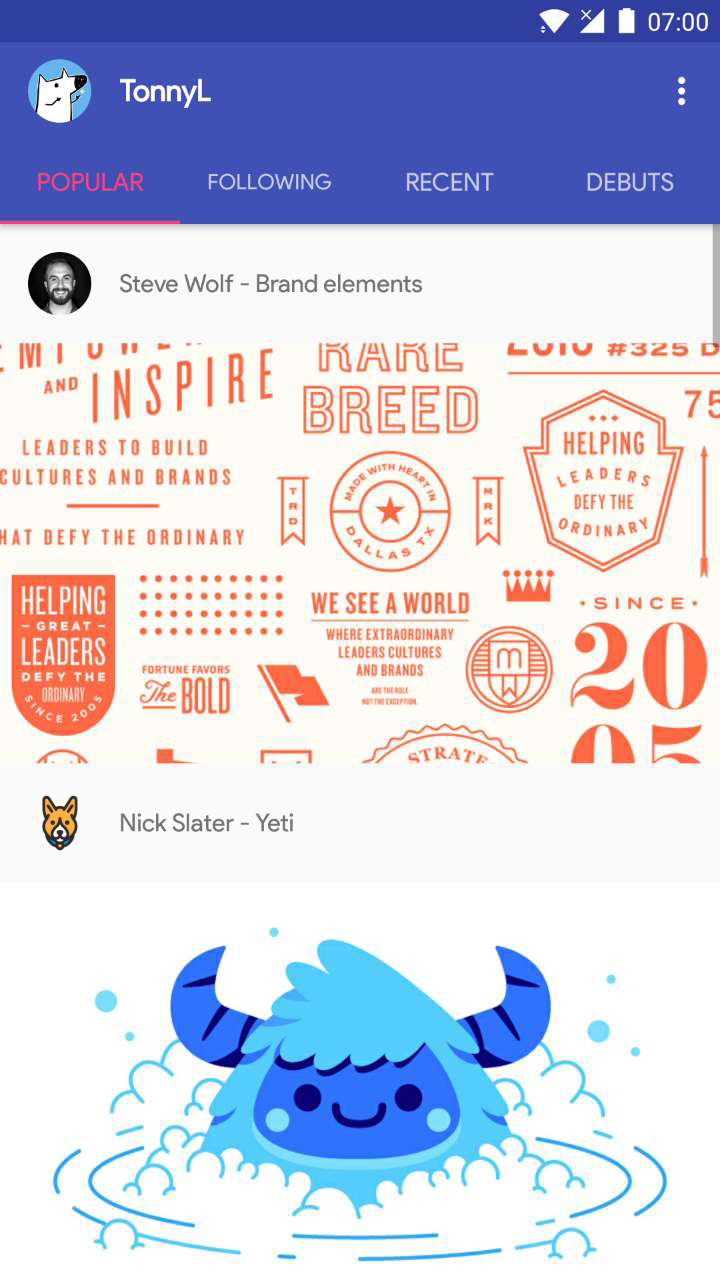 07:00
TonnyL
POPULAR FOLLOWING RECENT DEBUTS
Steve Wolf - Brand elements
EMPOWER
AND INSPIRE
LEADERS TO BUILD
CULTURES AND BRANDS
HAT DEFY THE ORDINARY
RARE
BREED
#325
75
TRD
MADE WITH HEART IN
DALLAS TX
MRK
HELPING
LEADERS
DEFY THE
ORDINARY
HELPING
GREAT
LEADERS
DEFY THE
ORDINARY
SINCE 2005
FORTUNE FAVORS
The BOLD
WE SEE A WORLD
WHERE EXTRAORDINARY
LEADERS CULTURES
AND BRANDS
ARE THE RULE
NOT THE EXCEPTION.
m
• SINCE •
20
05
STRATE
Nick Slater - Yeti